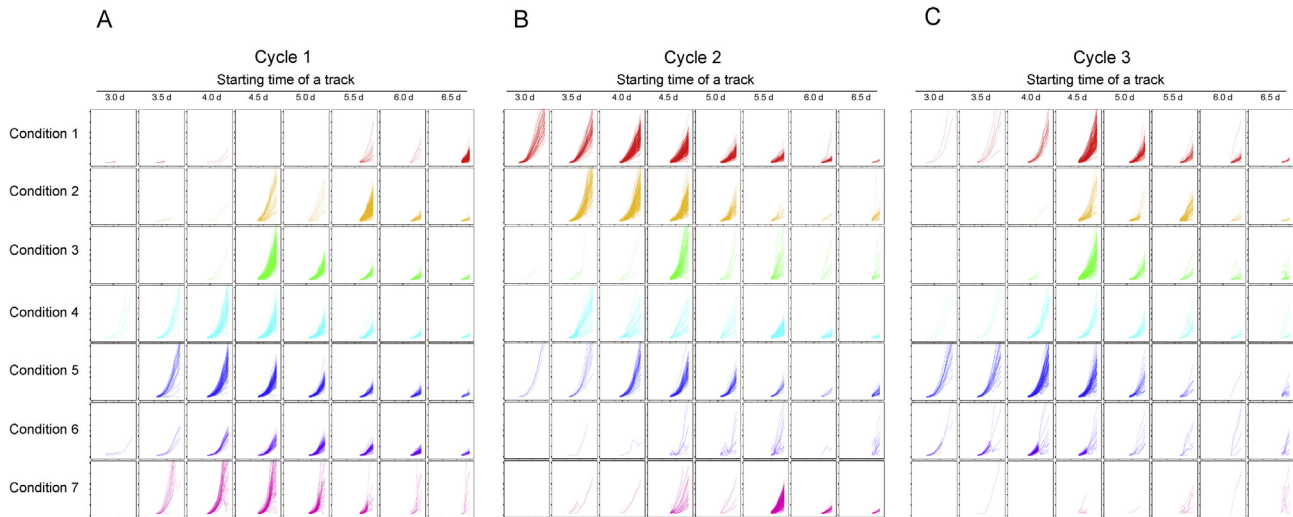 A
B
C
Cycle 1
Cycle 2
Cycle 3
Starting time of a track
Starting time of a track
Starting time of a track
3.0 d 3.5 d 4.0 d 4.5 d 5.0 d 5.5 d 6.0 d 6.5 d
3.0 d 3.5 d 4.0 d 4.5 d 5.0 d 5.5 d 6.0 d 6.5 d
3.0 d 3.5 d 4.0 d 4.5 d 5.0 d 5.5 d 6.0 d 6.5 d
Condition 1
Condition 2
Condition 3
Condition 4
Condition 5
Condition 6
Condition 7